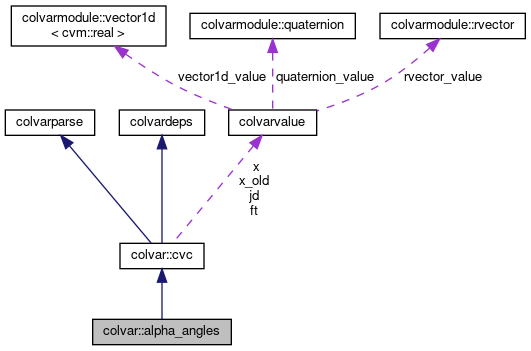 colvarmodule::vector1d
< cvm::real >
colvarmodule::quaternion
colvarmodule::rvector
vector1d_value
quaternion_value
rvector_value
colvarparse
colvardeps
colvarvalue
x
x_old
jd
ft
colvar::cvc
colvar::alpha_angles